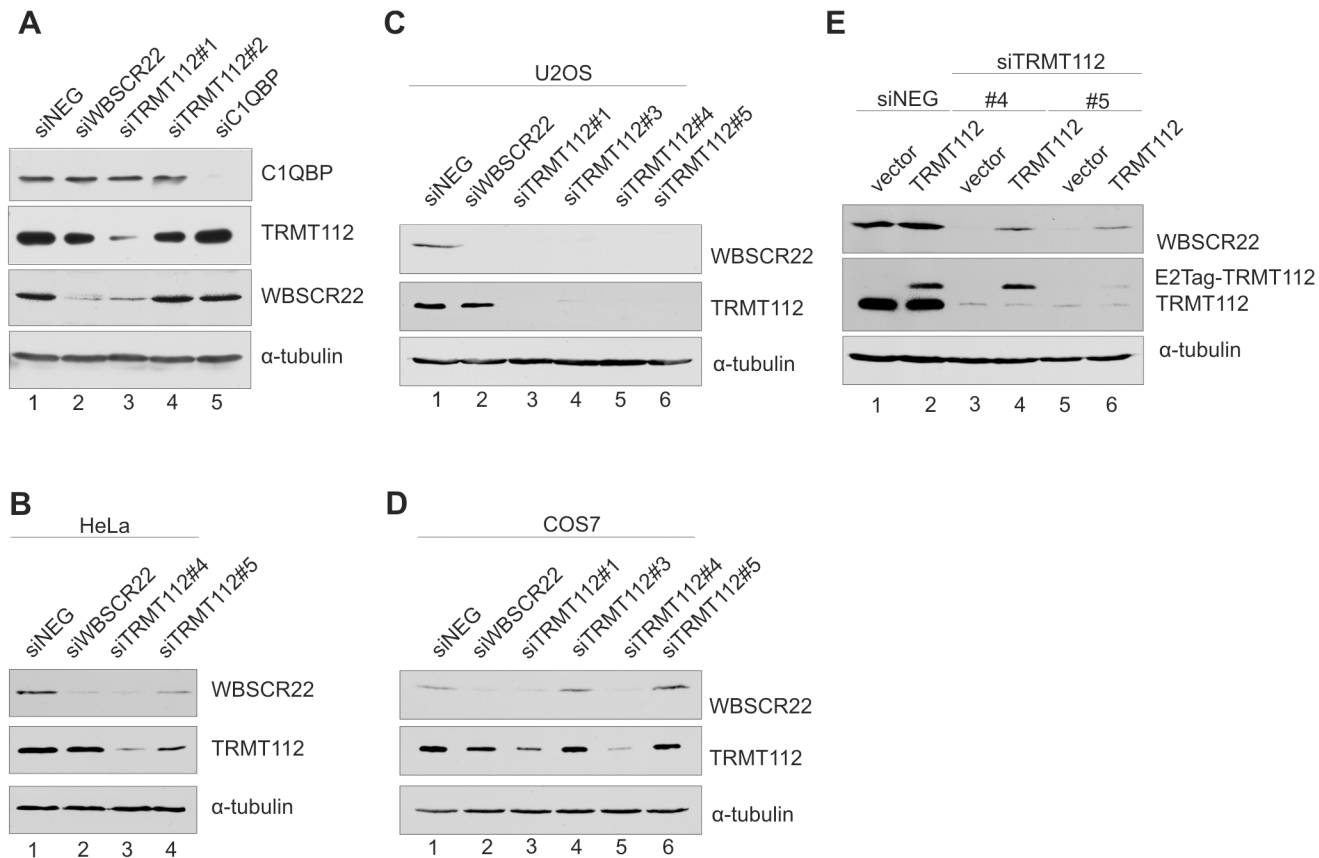 A
siNEG
siWBSCR22
siTRMT112#1
siTRMT112#2
siC1QBP
C1QBP
TRMT112
WBSCR22
α-tubulin
1 2 3 4 5
B
HeLa
siNEG
siWBSCR22
siTRMT112#4
siTRMT112#5
WBSCR22
TRMT112
α-tubulin
1 2 3 4
C
U2OS
siNEG
siWBSCR22
siTRMT112#1
siTRMT112#3
siTRMT112#4
siTRMT112#5
WBSCR22
TRMT112
α-tubulin
1 2 3 4 5 6
D
COS7
siNEG
siWBSCR22
siTRMT112#1
siTRMT112#3
siTRMT112#4
siTRMT112#5
WBSCR22
TRMT112
α-tubulin
1 2 3 4 5 6
E
siTRMT112
siNEG #4 #5
vector
TRMT112
vector
TRMT112
vector
TRMT112
WBSCR22
E2Tag-TRMT112
TRMT112
α-tubulin
1 2 3 4 5 6